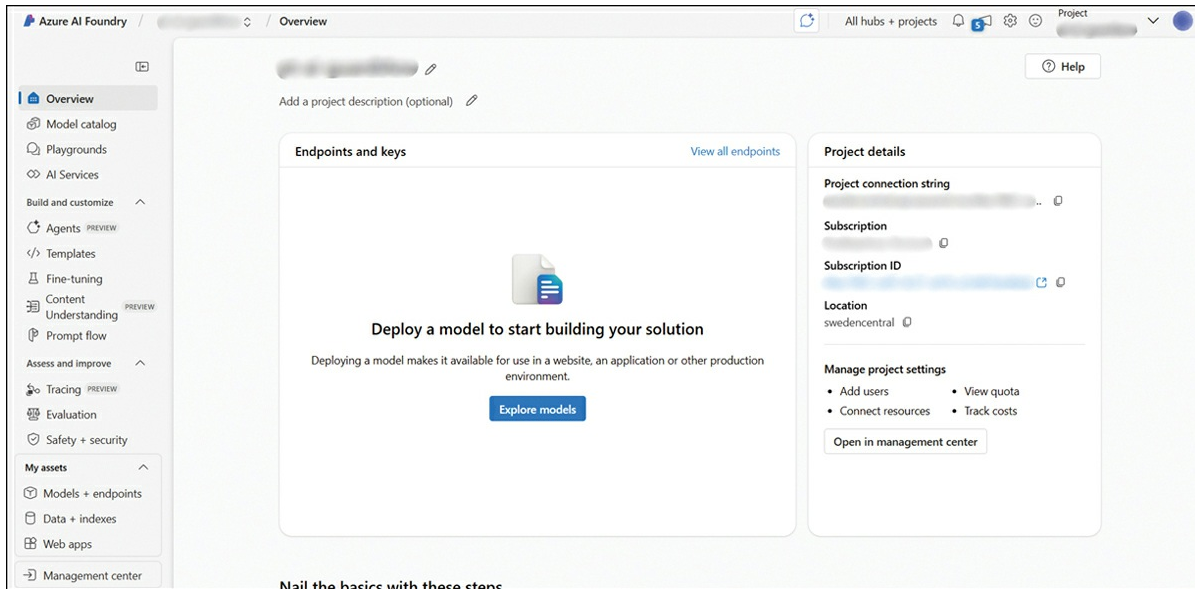 Azure AI Foundry / / Overview
All hubs + projects
5
Project
Help
Add a project description (optional)
Overview
Model catalog
Playgrounds
AI Services
Build and customize
Agents PREVIEW
Templates
Fine-tuning
Content
Understanding PREVIEW
Prompt flow
Assess and improve
Tracing PREVIEW
Evaluation
Safety + security
My assets
Models + endpoints
Data + indexes
Web apps
Management center
Endpoints and keys
View all endpoints
Deploy a model to start building your solution
Deploying a model makes it available for use in a website, an application or other production
environment.
Explore models
Project details
Project connection string
..
Subscription
Subscription ID
Location
swedencentral
Manage project settings
• Add users • View quota
• Connect resources • Track costs
Open in management center
Nail the basics with these steps